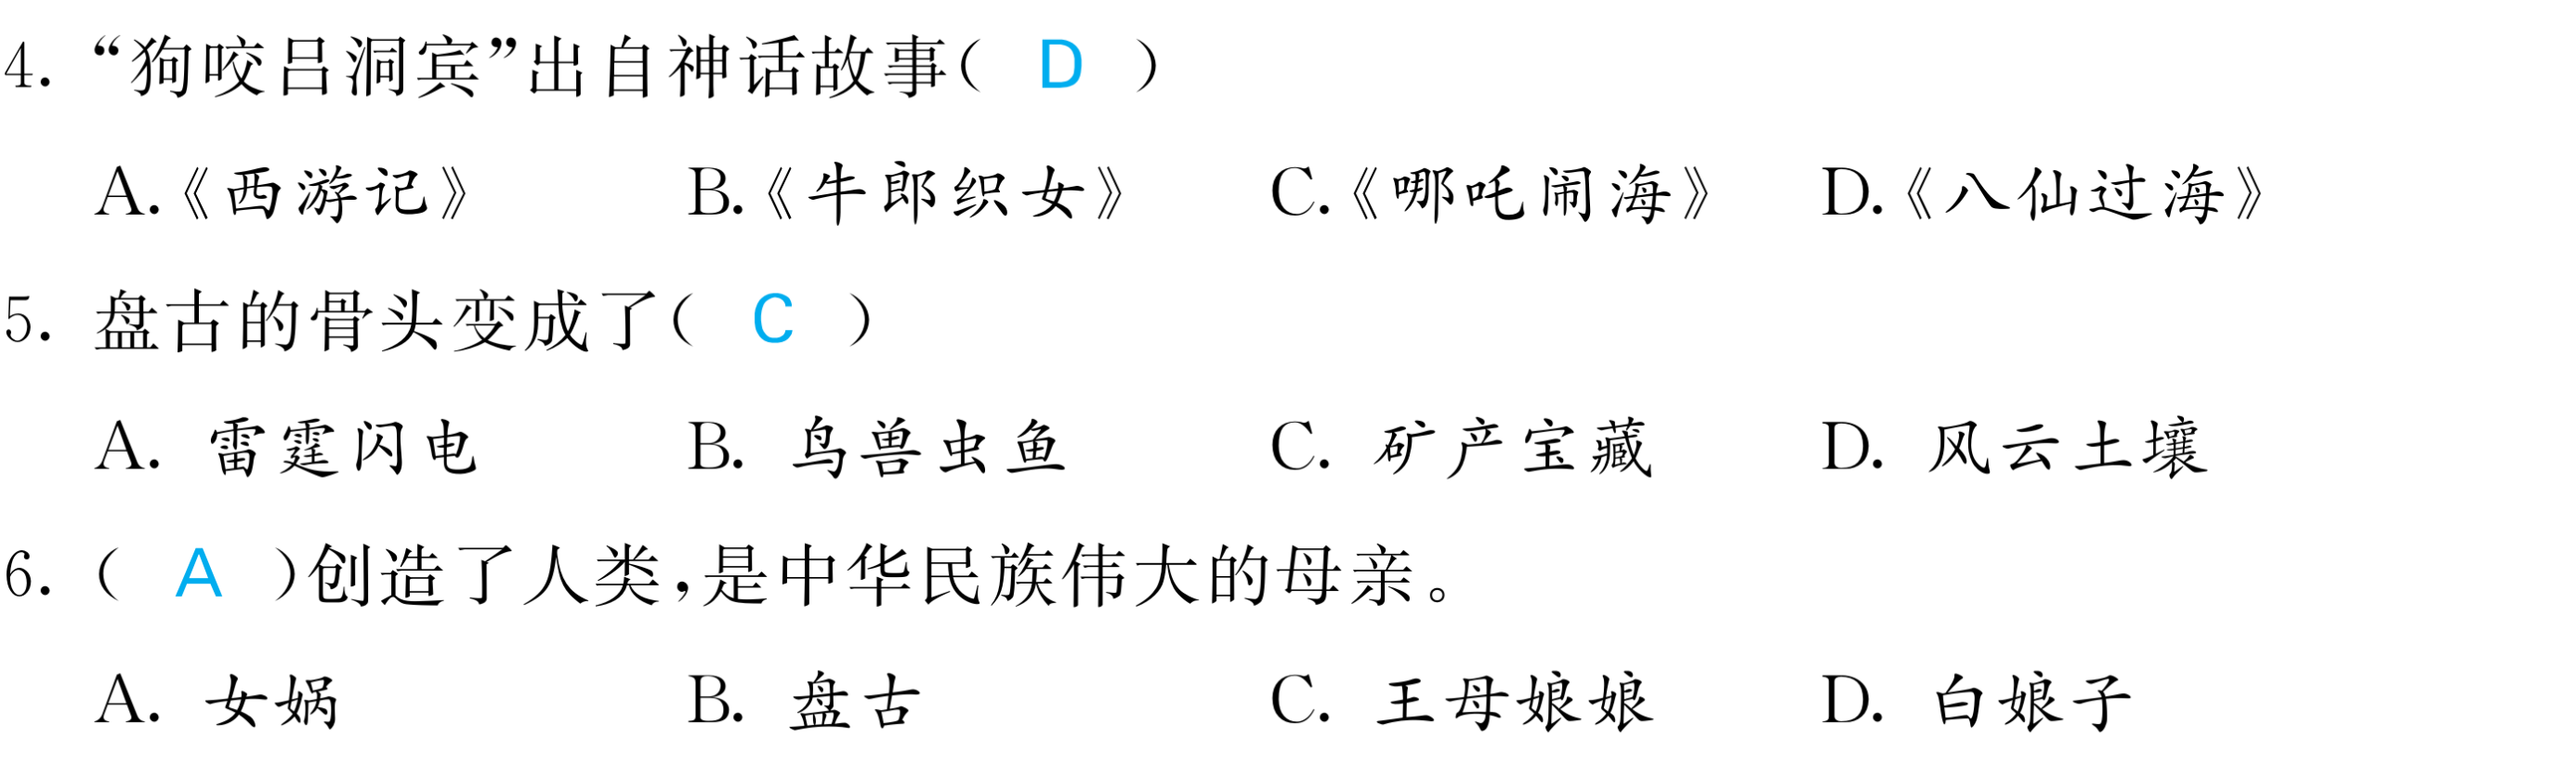 4. “狗咬吕洞宾”出自神话故事( D )
A.《西游记》 B.《牛郎织女》 C.《哪吒闹海》 D.《八仙过海》
5. 盘古的骨头变成了( C )
A. 雷霆闪电 B. 鸟兽虫鱼 C. 矿产宝藏 D. 风云土壤
6. ( A )创造了人类,是中华民族伟大的母亲。
A. 女娲 B. 盘古 C. 王母娘娘 D. 白娘子